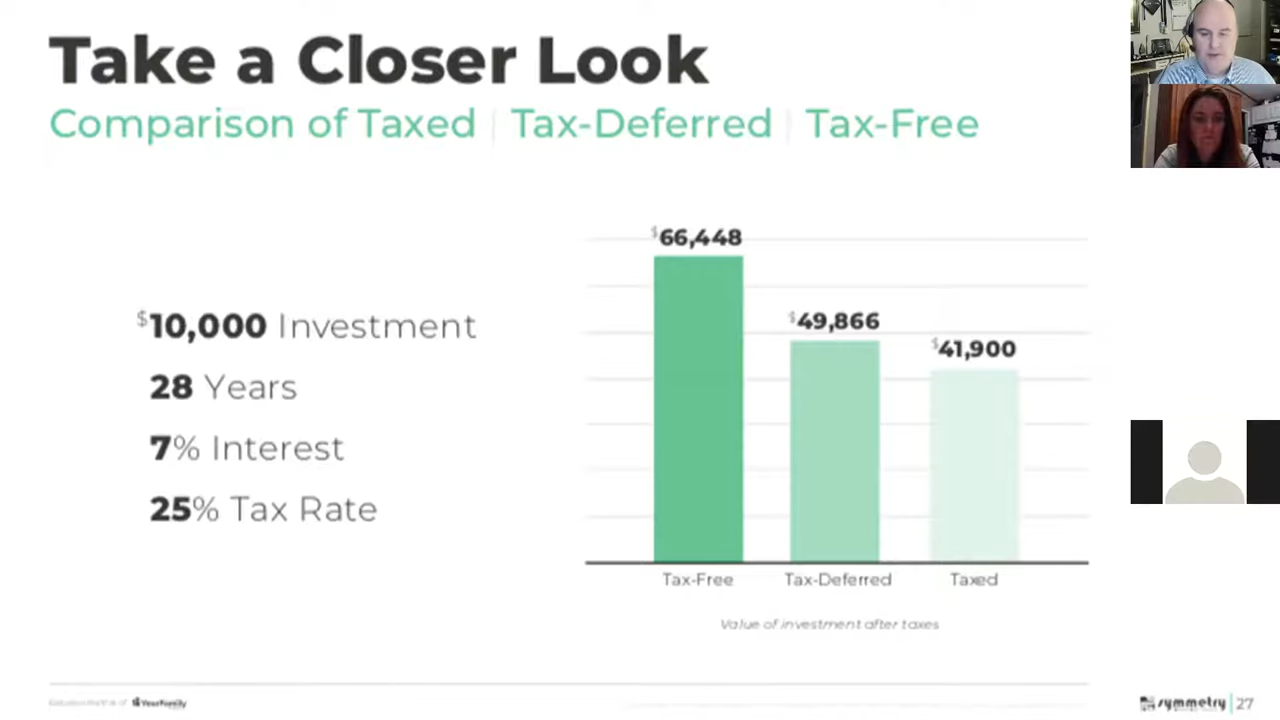 Take a Closer Look
Comparison of Taxed | Tax-Deferred | Tax-Free
$10,000 Investment
28 Years
7% Interest
25% Tax Rate
$66,448
$49,866
$41,900
Tax-Free
Tax-Deferred
Taxed
Value of investment after taxes
YourFamily
symmetry | 27